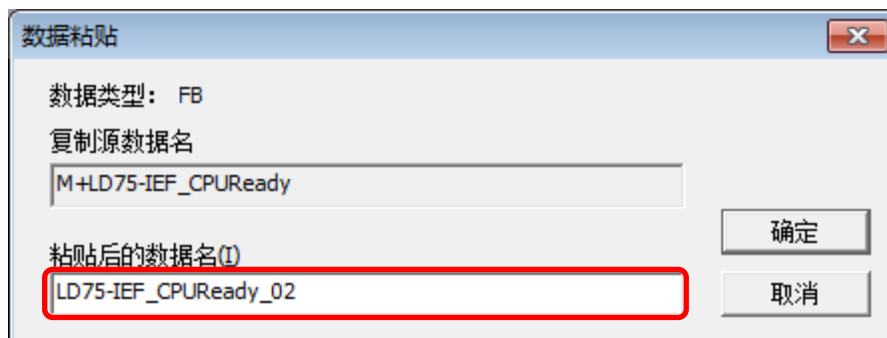 数据粘贴
数据类型： FB
复制源数据名
M+LD75-IEF_CPUReady
粘贴后的数据名(I)
LD75-IEF_CPUReady_02
确定
取消